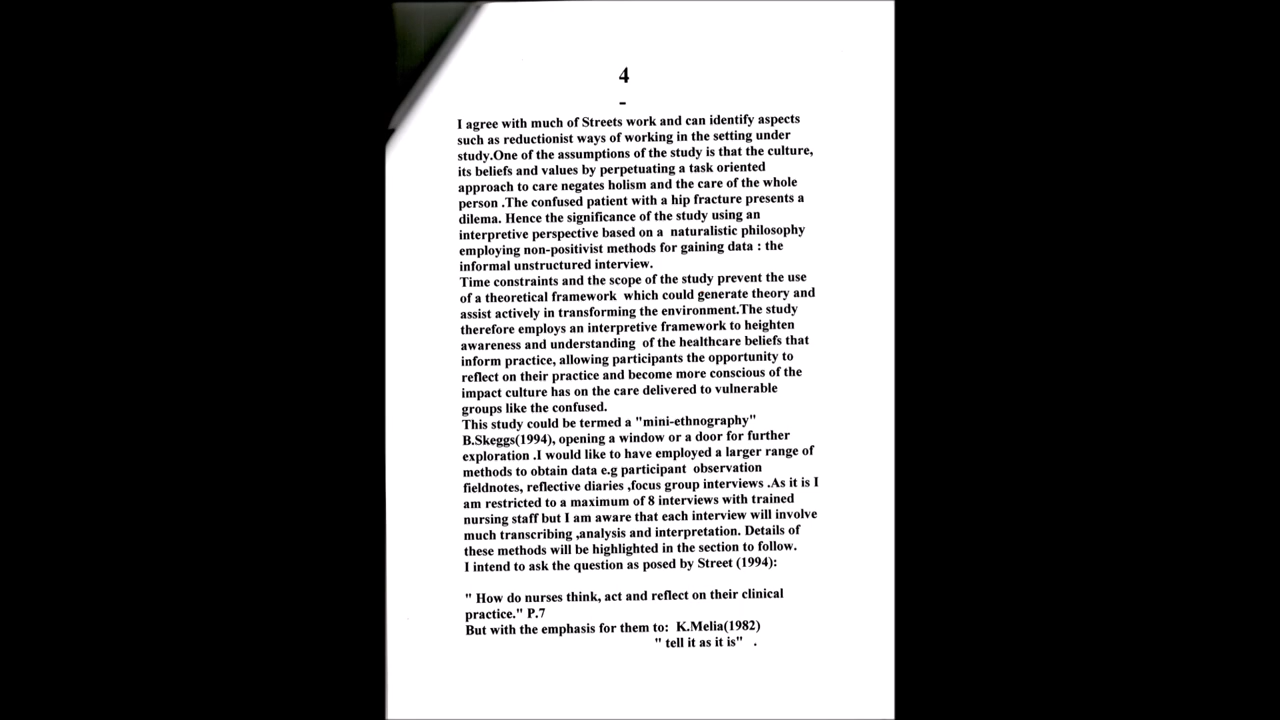 4
-
I agree with much of Streets work and can identify aspects
such as reductionist ways of working in the setting under
study.One of the assumptions of the study is that the culture,
its beliefs and values by perpetuating a task oriented
approach to care negates holism and the care of the whole
person .The confused patient with a hip fracture presents a
dilema. Hence the significance of the study using an
interpretive perspective based on a  naturalistic philosophy
employing non-positivist methods for gaining data : the
informal unstructured interview.
Time constraints and the scope of the study prevent the use
of a theoretical framework  which could generate theory and
assist actively in transforming the environment.The study
therefore employs an interpretive framework to heighten
awareness and understanding  of the healthcare beliefs that
inform practice, allowing participants the opportunity to
reflect on their practice and become more conscious of the
impact culture has on the care delivered to vulnerable
groups like the confused.
This study could be termed a "mini-ethnography"
B.Skeggs(1994), opening a window or a door for further
exploration .I would like to have employed a larger range of
methods to obtain data e.g participant  observation
fieldnotes, reflective diaries ,focus group interviews .As it is I
am restricted to a maximum of 8 interviews with trained
nursing staff but I am aware that each interview will involve
much transcribing ,analysis and interpretation. Details of
these methods will be highlighted in the section to follow.
I intend to ask the question as posed by Street (1994):
" How do nurses think, act and reflect on their clinical
practice." P.7
But with the emphasis for them to:  K.Melia(1982)
" tell it as it is"  .